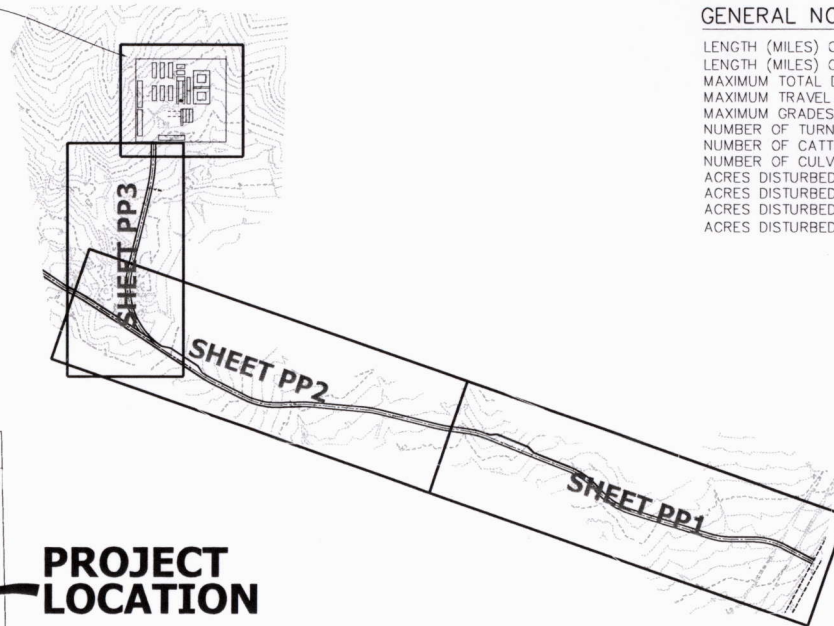 GENERAL NO
LENGTH (MILES)
LENGTH (MILES)
MAXIMUM TOTAL
MAXIMUM TRAVEL
MAXIMUM GRADES
NUMBER OF TURN
NUMBER OF CATT
NUMBER OF CULV
ACRES DISTURBED
ACRES DISTURBED
ACRES DISTURBED
ACRES DISTURBED
SHEET PP3
SHEET PP2
SHEET PP1
PROJECT
LOCATION